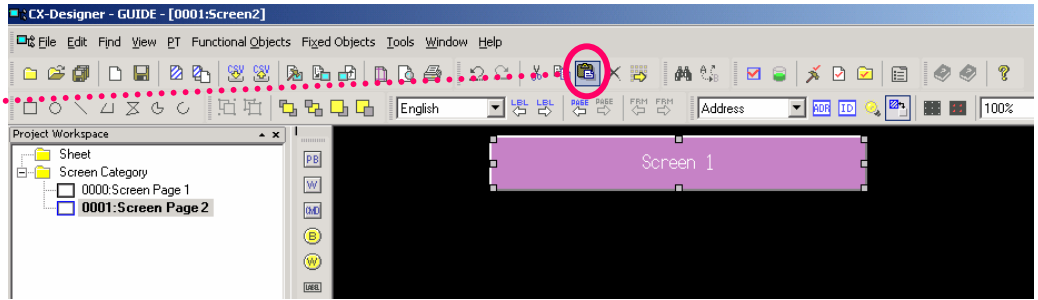 CX-Designer - GUIDE - [0001:Screen2]
File Edit Find View PT Functional Objects Fixed Objects Tools Window Help
CSV CSV
English LBL LBL PAGE PAGE FRM FRM Address ADR ID 100%
Project Workspace
Sheet
Screen Category
0000:Screen Page 1
0001:Screen Page 2
PB
W
CMD
B
W
LABEL
Screen 1